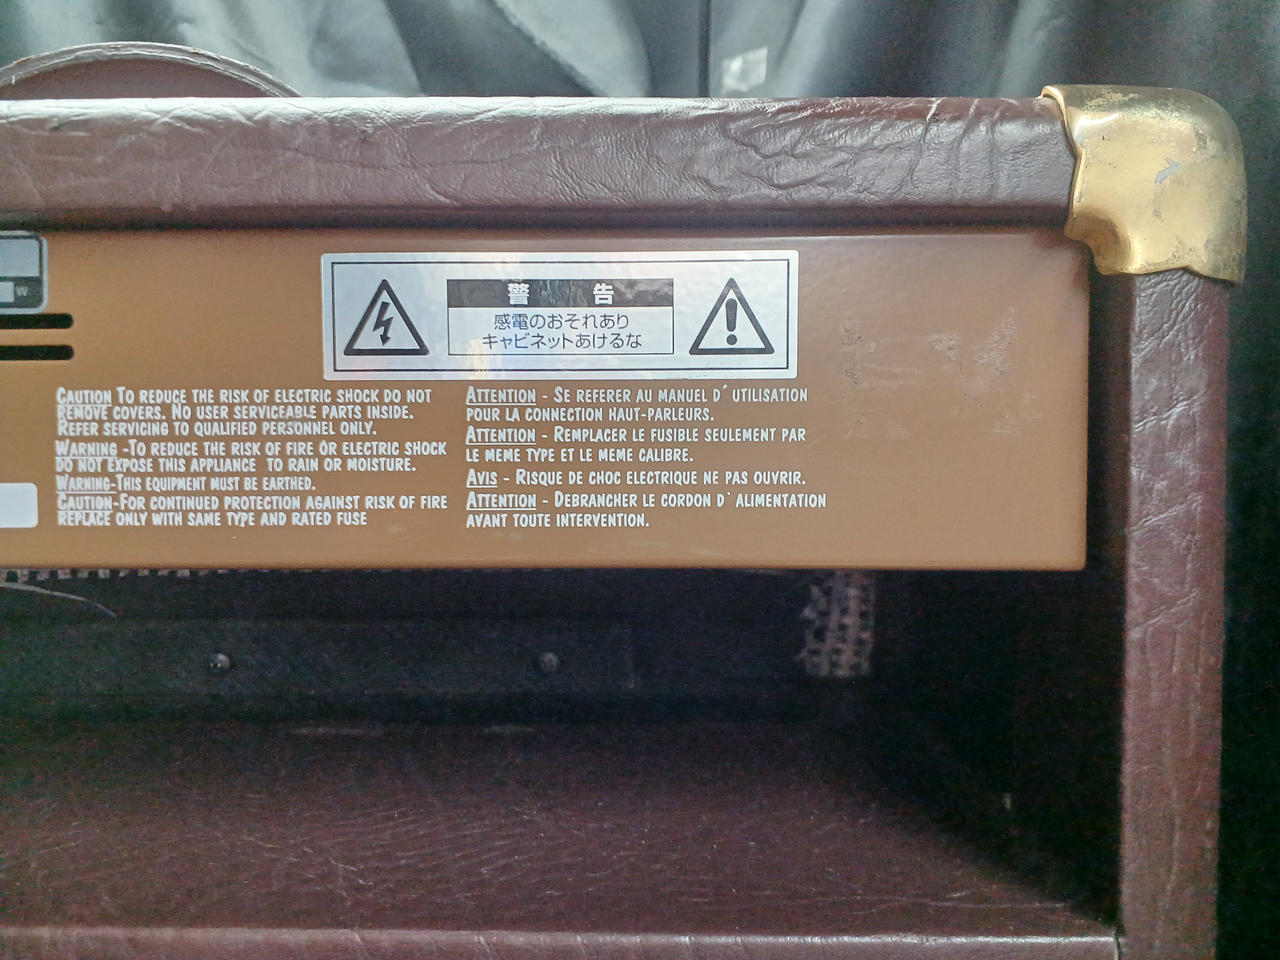 W
警 告
感電のおそれあり
キャビネットあけるな
CAUTION TO REDUCE THE RISK OF ELECTRIC SHOCK DO NOT
REMOVE COVERS. NO USER SERVICEABLE PARTS INSIDE.
REFER SERVICING TO QUALIFIED PERSONNEL ONLY.
WARNING -TO REDUCE THE RISK OF FIRE OR ELECTRIC SHOCK
DO NOT EXPOSE THIS APPLIANCE TO RAIN OR MOISTURE.
WARNING-THIS EQUIPMENT MUST BE EARTHED.
CAUTION-FOR CONTINUED PROTECTION AGAINST RISK OF FIRE
REPLACE ONLY WITH SAME TYPE AND RATED FUSE
ATTENTION - SE REFERER AU MANUEL D´ UTILISATION
POUR LA CONNECTION HAUT-PARLEURS.
ATTENTION - REMPLACER LE FUSIBLE SEULEMENT PAR
LE MEME TYPE ET LE MEME CALIBRE.
AVIS - RISQUE DE CHOC ELECTRIQUE NE PAS OUVRIR.
ATTENTION - DEBRANCHER LE CORDON D´ ALIMENTATION
AVANT TOUTE INTERVENTION.